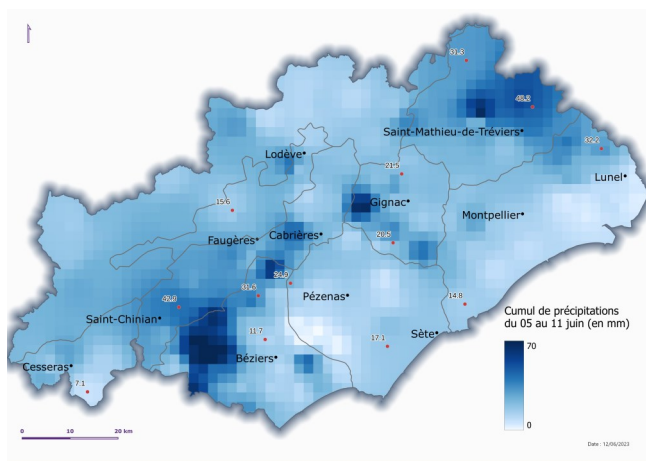 31.3
48.2
Saint-Mathieu-de-Tréviers
32.2
Lodève
21.5
Lunel
15.6
Gignac
Montpellier
Faugères
Cabrières
20.5
24.9
31.6
Pézenas
42.9
14.8
Saint-Chinian
Cumul de précipitations
du 05 au 11 juin (en mm)
70
11.7
17.1
Sète
Béziers
Cesseras
7.1
0
0 10 20 km
Date : 12/06/2023